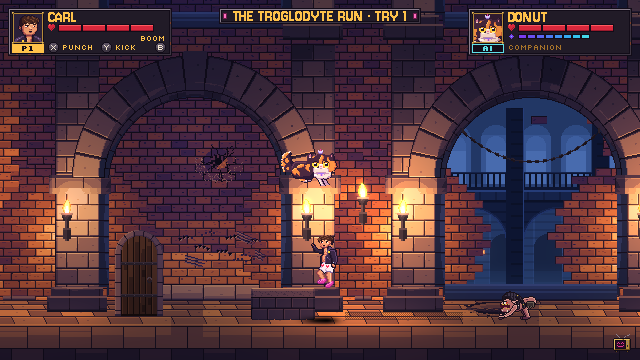 CARL
P1
X PUNCH Y KICK
BOOM
B
THE TROGLODYTE RUN · TRY 1
DONUT
AI
COMPANION